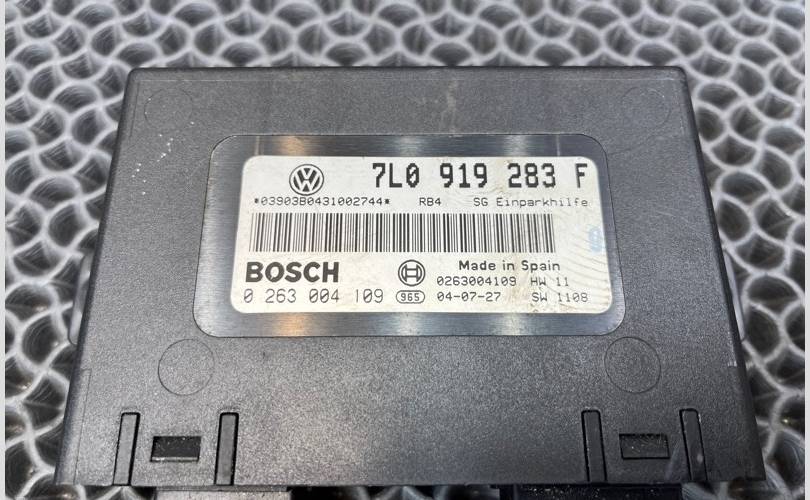 7L0 919 283 F
*03903B0431002744* RB4 SG Einparkhilfe
BOSCH
Made in Spain
0263004109 HW 11
0 263 004 109 965 04-07-27 SW 1108